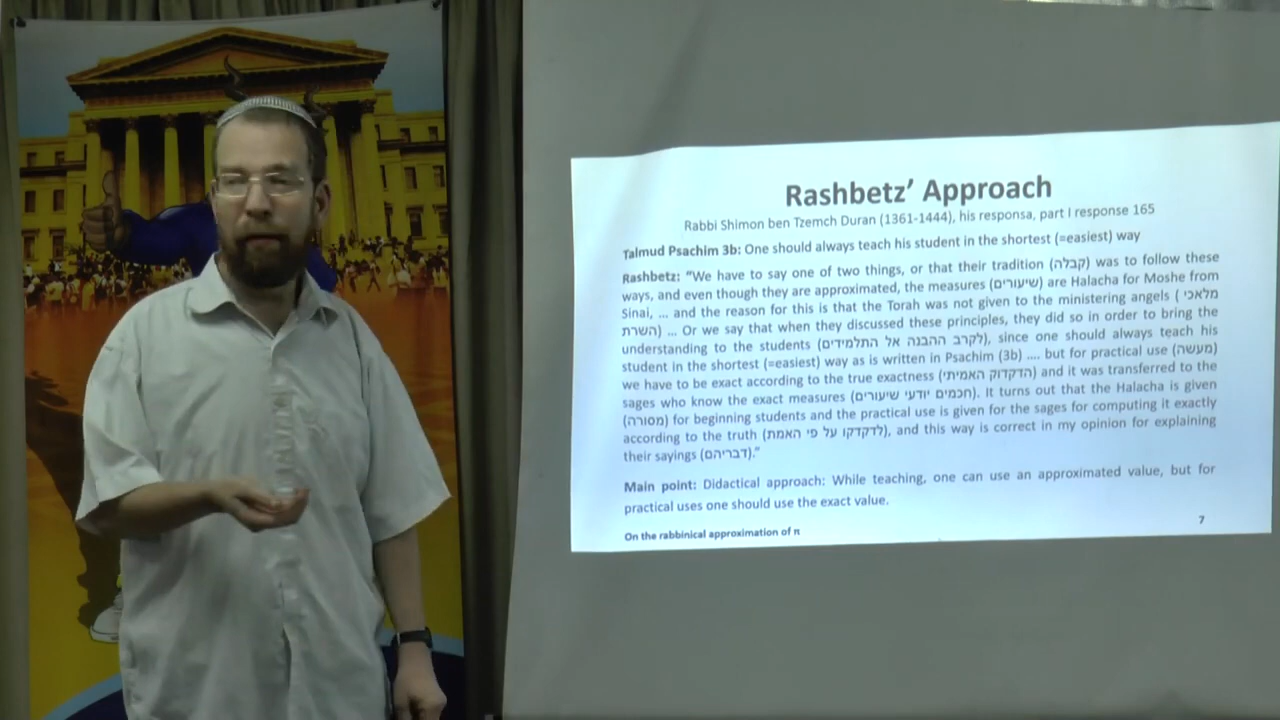 Rashbetz’ Approach
Rabbi Shimon ben Tzemch Duran (1361-1444), his responsa, part I response 165
Talmud Psachim 3b: One should always teach his student in the shortest (=easiest) way
Rashbetz: “We have to say one of two things, or that their tradition (קבלה) was to follow these
ways, and even though they are approximated, the measures (שיעורים) are Halacha for Moshe from
Sinai, ... and the reason for this is that the Torah was not given to the ministering angels ( מלאכי
השרת) ... Or we say that when they discussed these principles, they did so in order to bring the
understanding to the students (לקרב ההבנה אל התלמידים), since one should always teach his
student in the shortest (=easiest) way as is written in Psachim (3b) .... but for practical use (מעשה)
we have to be exact according to the true exactness (הדקדוק האמיתי) and it was transferred to the
sages who know the exact measures (חכמים יודעי שיעורים). It turns out that the Halacha is given
(מסורה) for beginning students and the practical use is given for the sages for computing it exactly
according to the truth (לדקדקו על פי האמת), and this way is correct in my opinion for explaining
their sayings (דבריהם).”
Main point: Didactical approach: While teaching, one can use an approximated value, but for
practical uses one should use the exact value.
On the rabbinical approximation of π
7